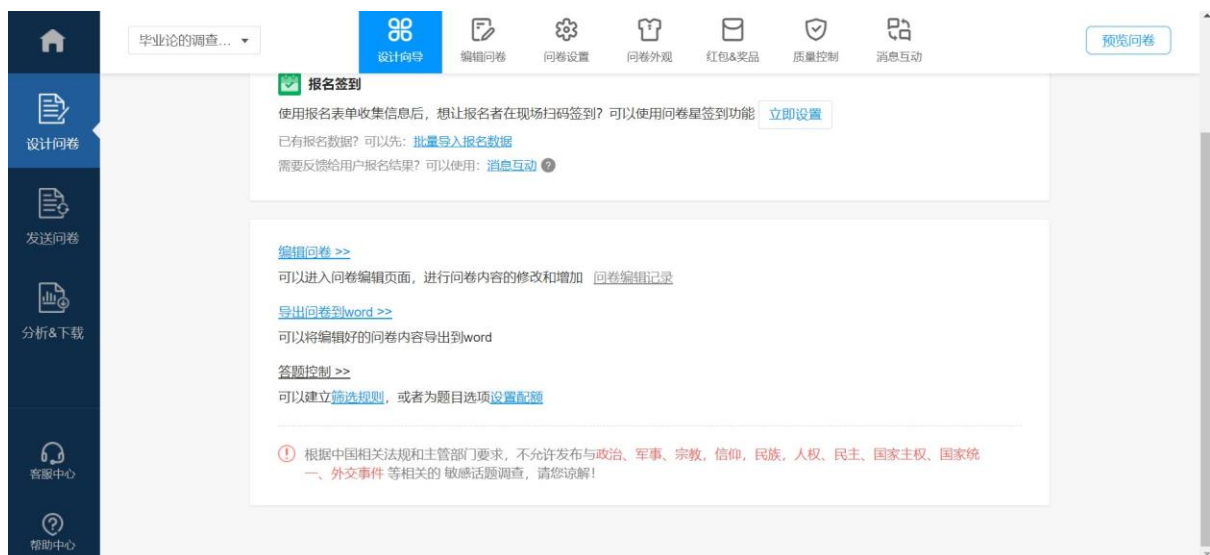 毕业论的调查...
设计向导
编辑问卷
问卷设置
问卷外观
红包&奖品
质量控制
消息互动
预览问卷
设计问卷
发送问卷
分析&下载
客服中心
帮助中心
报名签到
使用报名表单收集信息后，想让报名者在现场扫码签到？可以使用问卷星签到功能 立即设置
已有报名数据？可以先：批量导入报名数据
需要反馈给用户报名结果？可以使用：消息互动 ?
编辑问卷 >>
可以进入问卷编辑页面，进行问卷内容的修改和增加 问卷编辑记录
导出问卷到word >>
可以将编辑好的问卷内容导出到word
答题控制 >>
可以建立筛选规则，或者为题目选项设置配额
根据中国相关法规和主管部门要求，不允许发布与政治、军事、宗教，信仰，民族，人权、民主、国家主权、国家统
一、外交事件 等相关的 敏感话题调查，请您谅解！